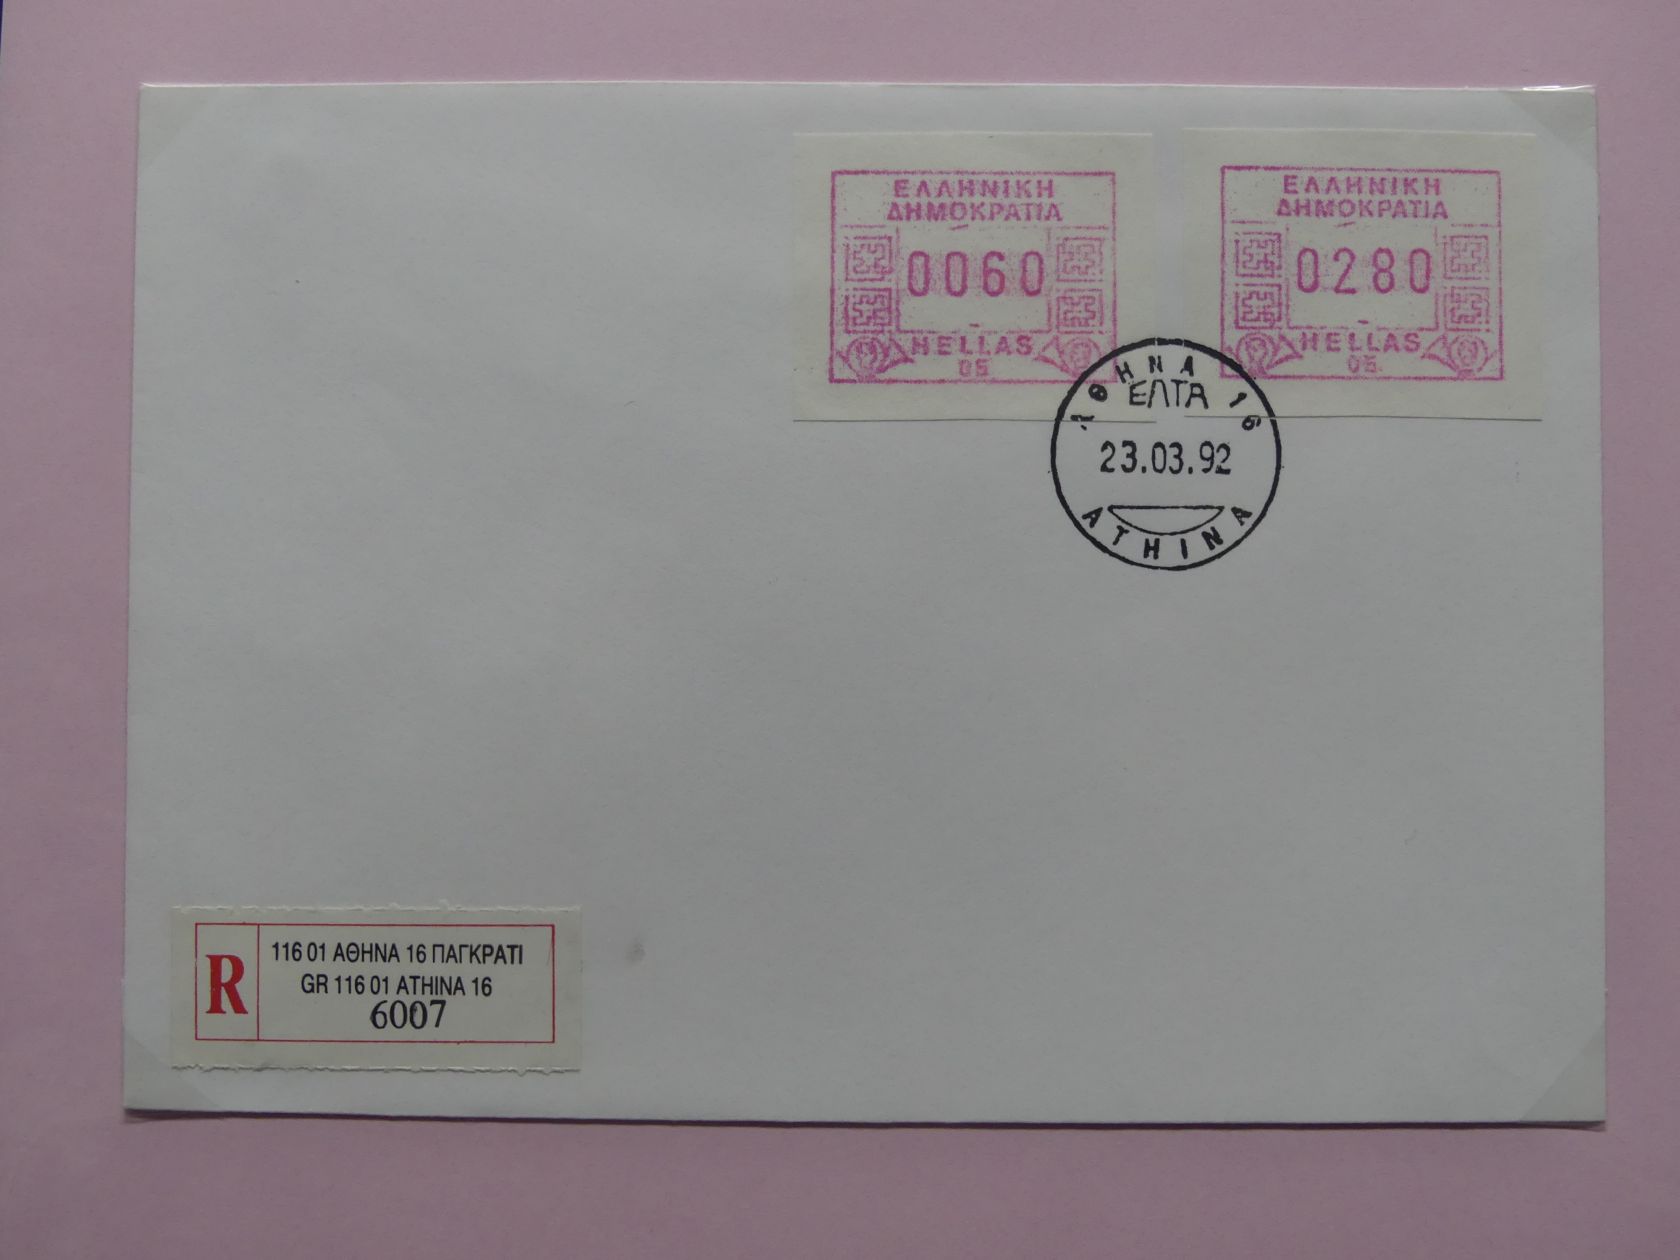 ΕΛΛΗΝΙΚΗ
ΔΗΜΟΚΡΑΤΙΑ
0060
HELLAS
05
ΕΛΛΗΝΙΚΗ
ΔΗΜΟΚΡΑΤΙΑ
0280
HELLAS
05
ΑΘΗΝΑ 16
ΕΛΤΑ
23.03.92
ATHINA
R
116 01 ΑΘΗΝΑ 16 ΠΑΓΚΡΑΤΙ
GR 116 01 ATHINA 16
6007